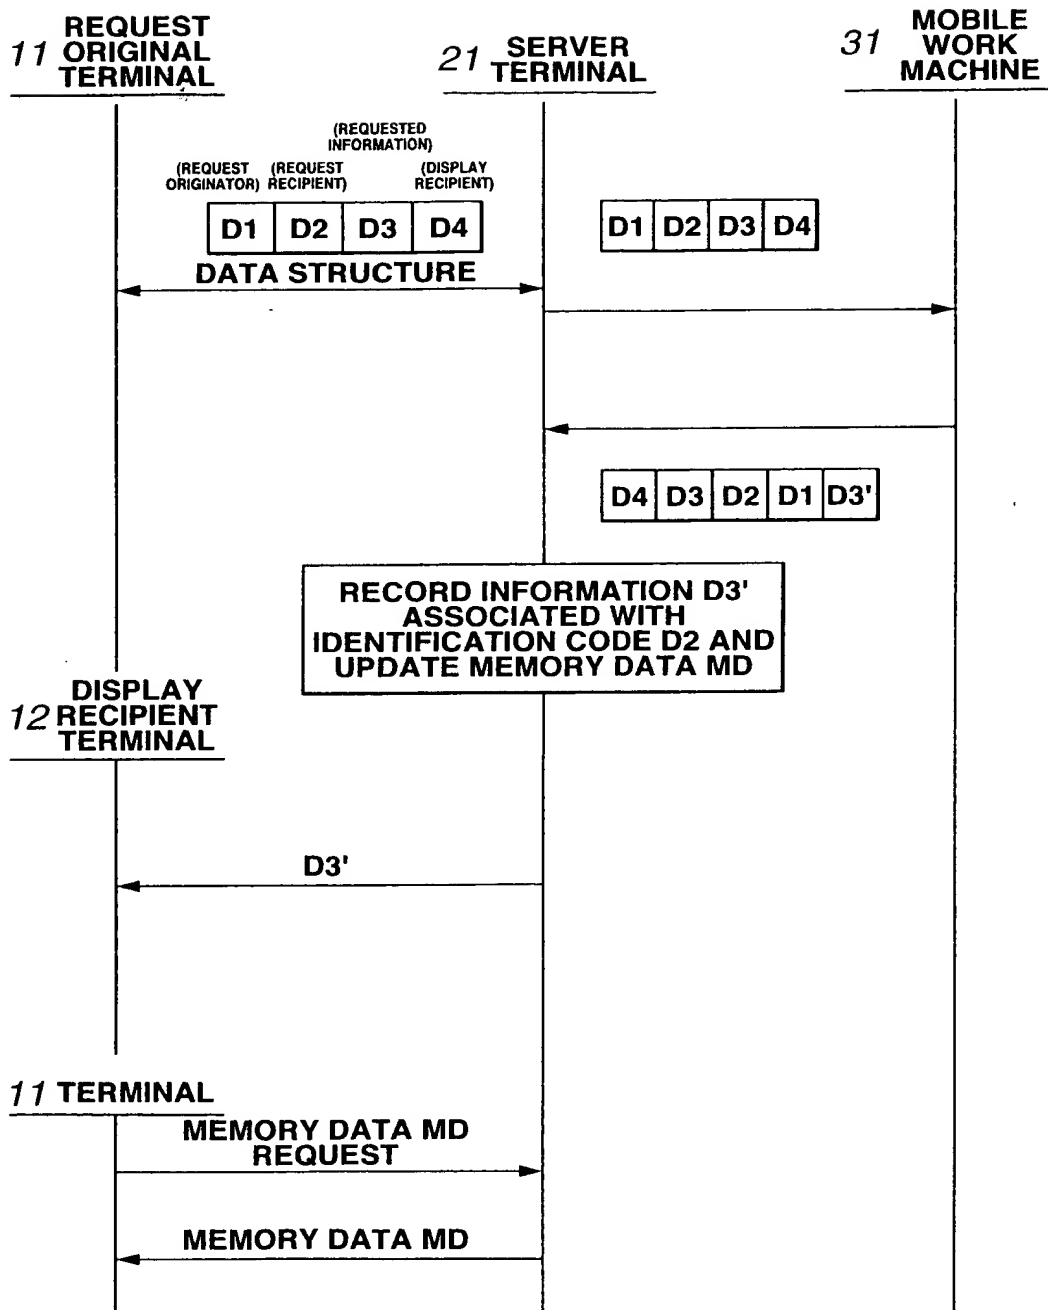 11 REQUEST
ORIGINAL
TERMINAL
21 SERVER
TERMINAL
31 MOBILE
WORK
MACHINE
(REQUEST
ORIGINATOR)
(REQUEST
RECIPIENT)
(REQUESTED
INFORMATION)
(DISPLAY
RECIPIENT)
D1 D2 D3 D4
DATA STRUCTURE
D1 D2 D3 D4
D4 D3 D2 D1 D3'
RECORD INFORMATION D3'
ASSOCIATED WITH
IDENTIFICATION CODE D2 AND
UPDATE MEMORY DATA MD
12 DISPLAY
RECIPIENT
TERMINAL
D3'
11 TERMINAL
MEMORY DATA MD
REQUEST
MEMORY DATA MD